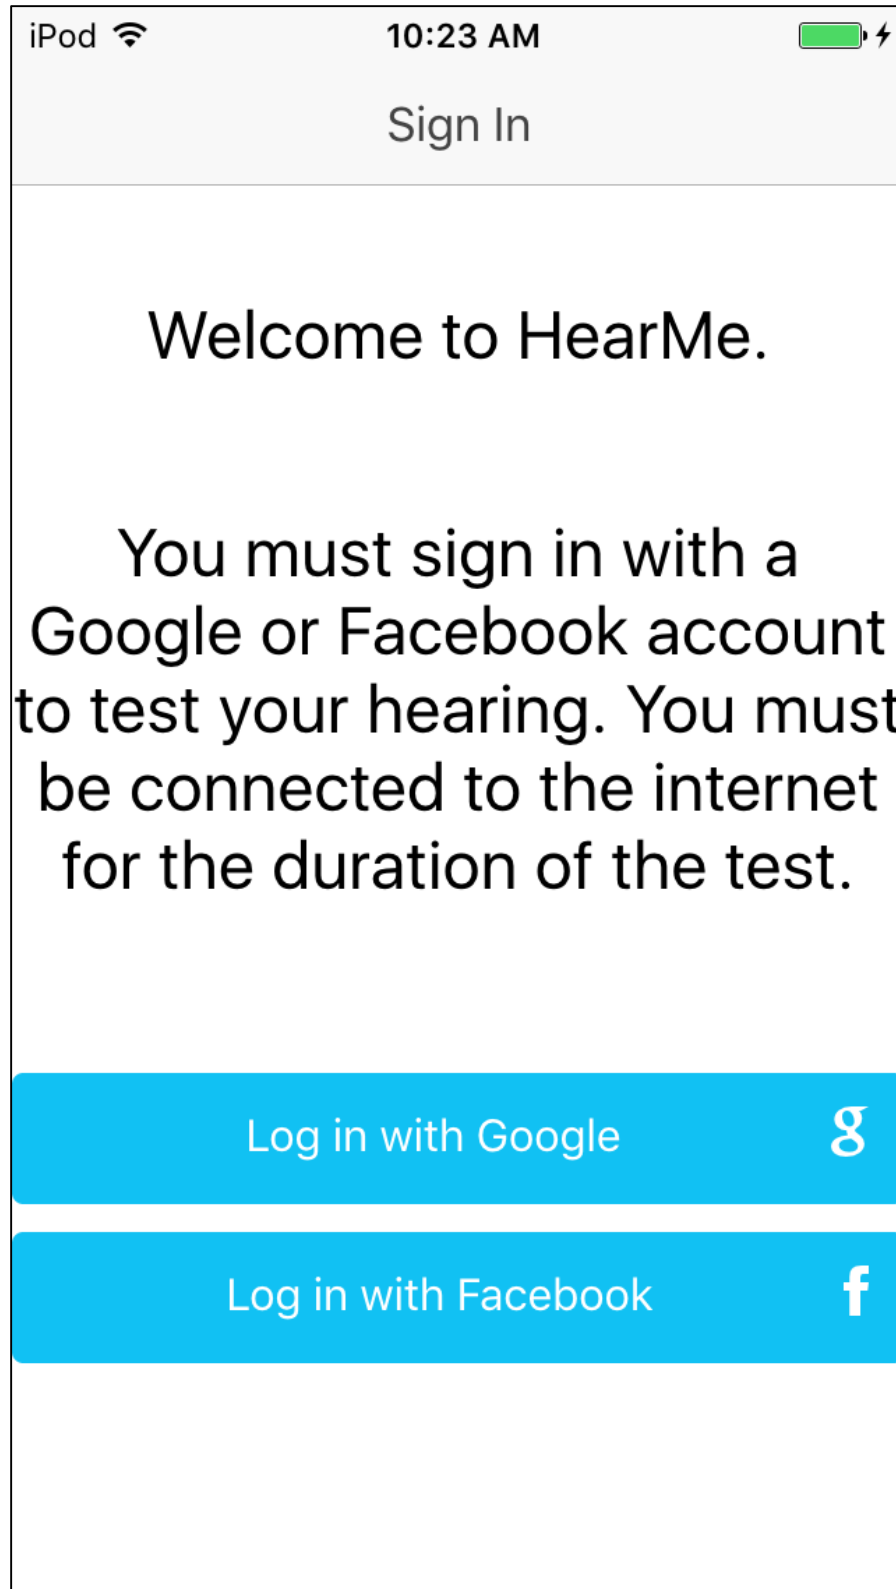 iPod 10:23 AM
Sign In
Welcome to HearMe.
You must sign in with a
Google or Facebook account
to test your hearing. You must
be connected to the internet
for the duration of the test.
Log in with Google g
Log in with Facebook f